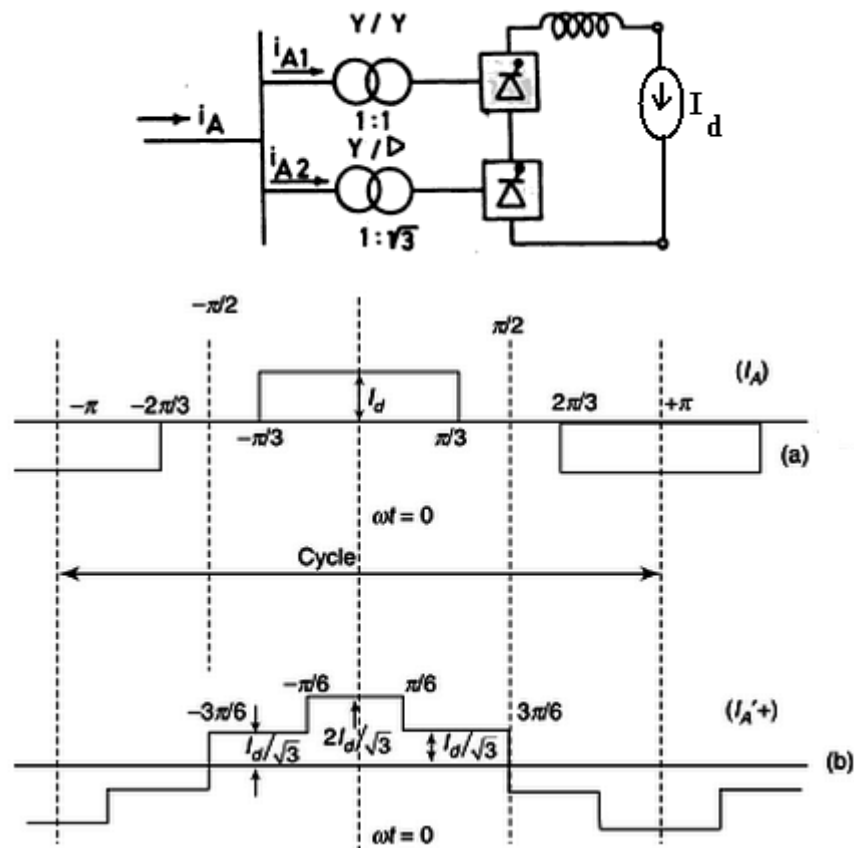 Y / Y
i_A1
1:1
i_A
I_d
i_A2
Y/Δ
1:√3
−π/2
π/2
(I_A)
−π
−2π/3
I_d
2π/3
+π
−π/3
π/3
(a)
ωt = 0
Cycle
−π/6
π/6
−3π/6
3π/6
(I_A'+)
I_d/√3
2I_d/√3
I_d/√3
(b)
ωt = 0